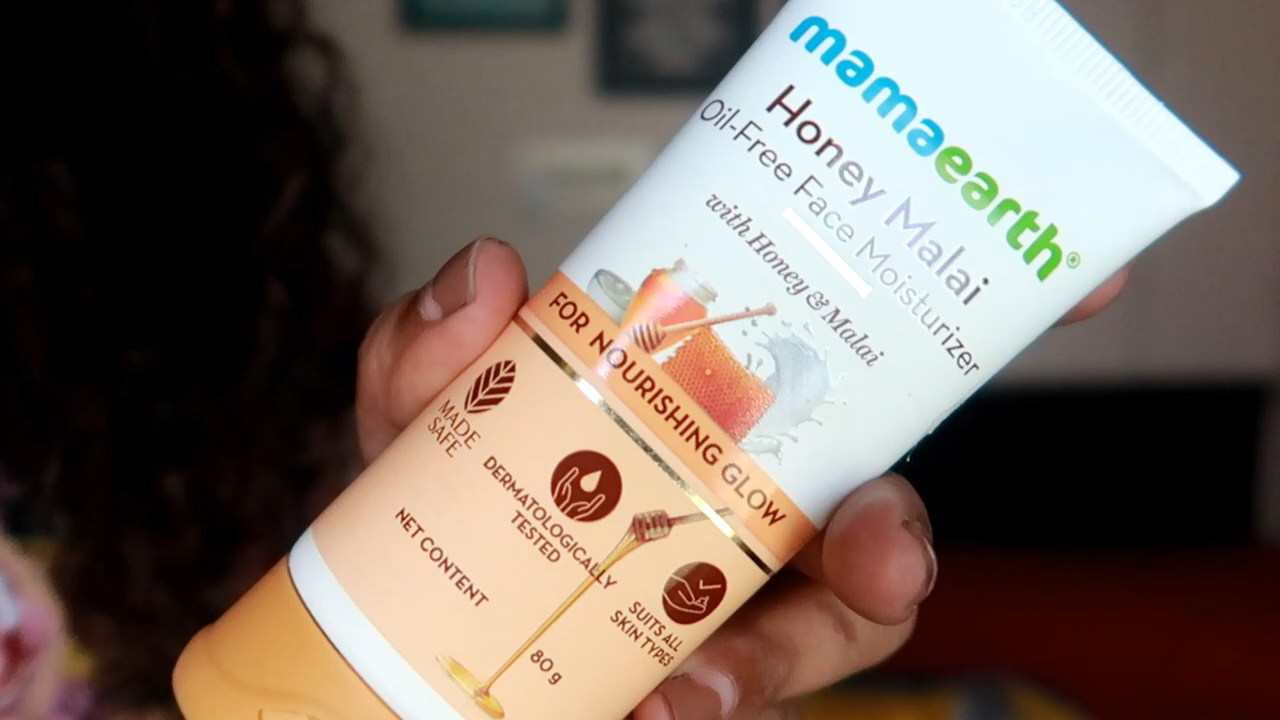 mamaearth®
Honey Malai
Oil-Free Face Moisturizer
with Honey & Malai
FOR NOURISHING GLOW
MADE
SAFE
DERMATOLOGICALLY
TESTED
SUITS ALL
SKIN TYPES
NET CONTENT
80 g